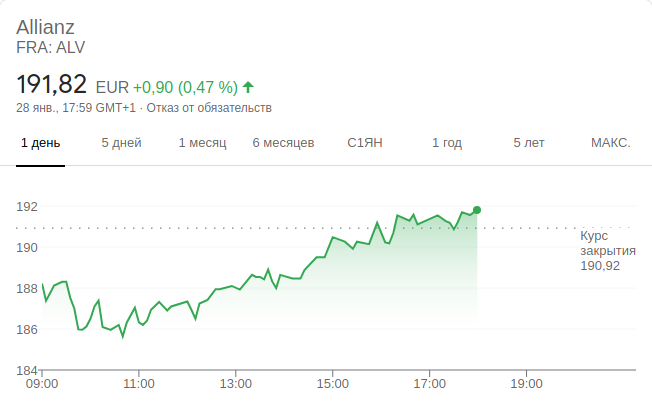 Allianz
FRA: ALV
191,82 EUR +0,90 (0,47 %)
28 янв., 17:59 GMT+1 · Отказ от обязательств
1 день 5 дней 1 месяц 6 месяцев С1ЯН 1 год 5 лет МАКС.
192
190
188
186
184
Курс
закрытия
190,92
09:00 11:00 13:00 15:00 17:00 19:00